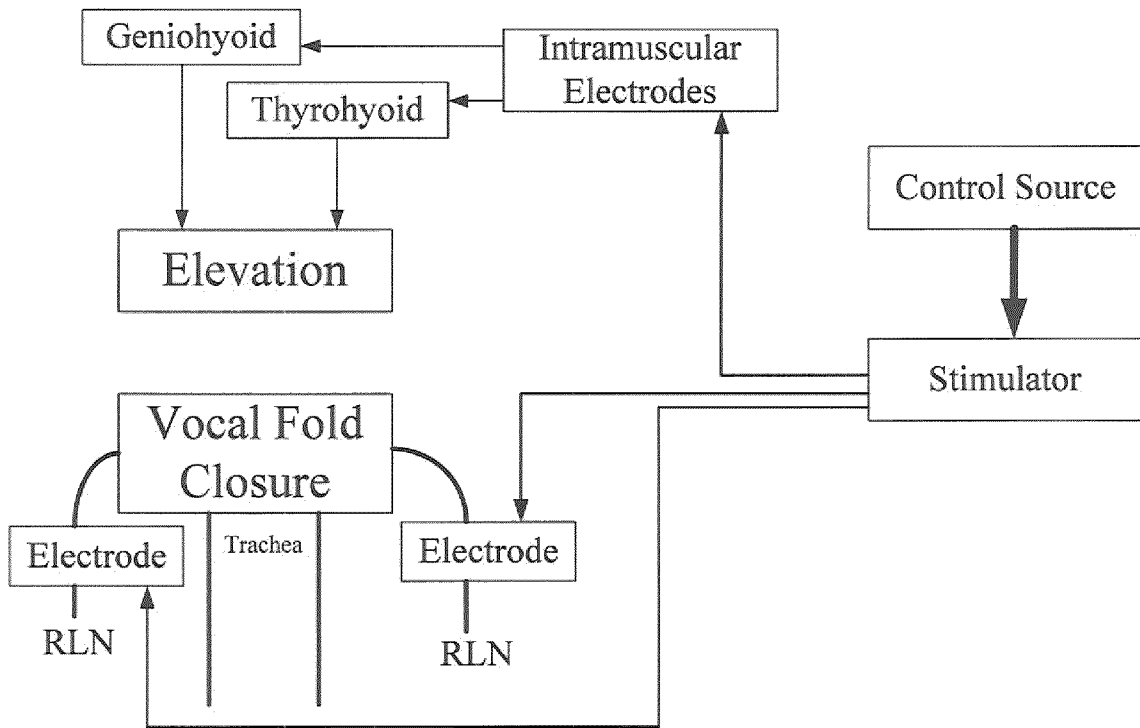 Geniohyoid
Intramuscular
Electrodes
Thyrohyoid
Control Source
Elevation
Stimulator
Vocal Fold
Closure
Electrode
Trachea
Electrode
RLN
RLN